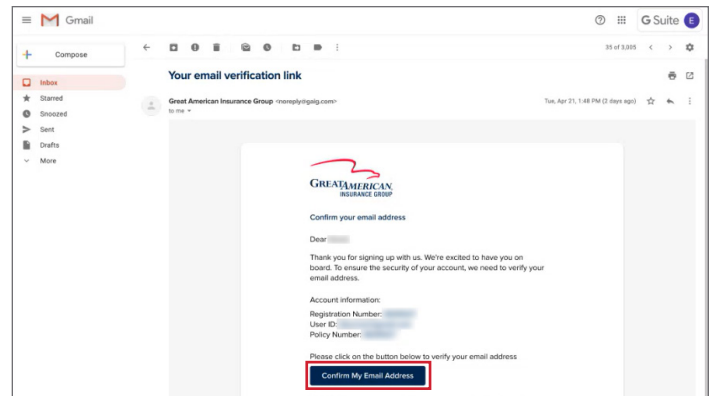 Gmail
G Suite
E
Compose
35 of 3,005
Inbox
Starred
Snoozed
Sent
Drafts
More
Your email verification link
Great American Insurance Group <noreply@gaig.com>
Tue, Apr 21, 1:48 PM (3 days ago)
to me
GREATAMERICAN.
INSURANCE GROUP
Confirm your email address
Dear
Thank you for signing up with us. We're excited to have you on
board. To ensure the security of your account, we need to verify your
email address.
Account information:
Registration Number:
User ID:
Policy Number:
Please click on the button below to verify your email address
Confirm My Email Address